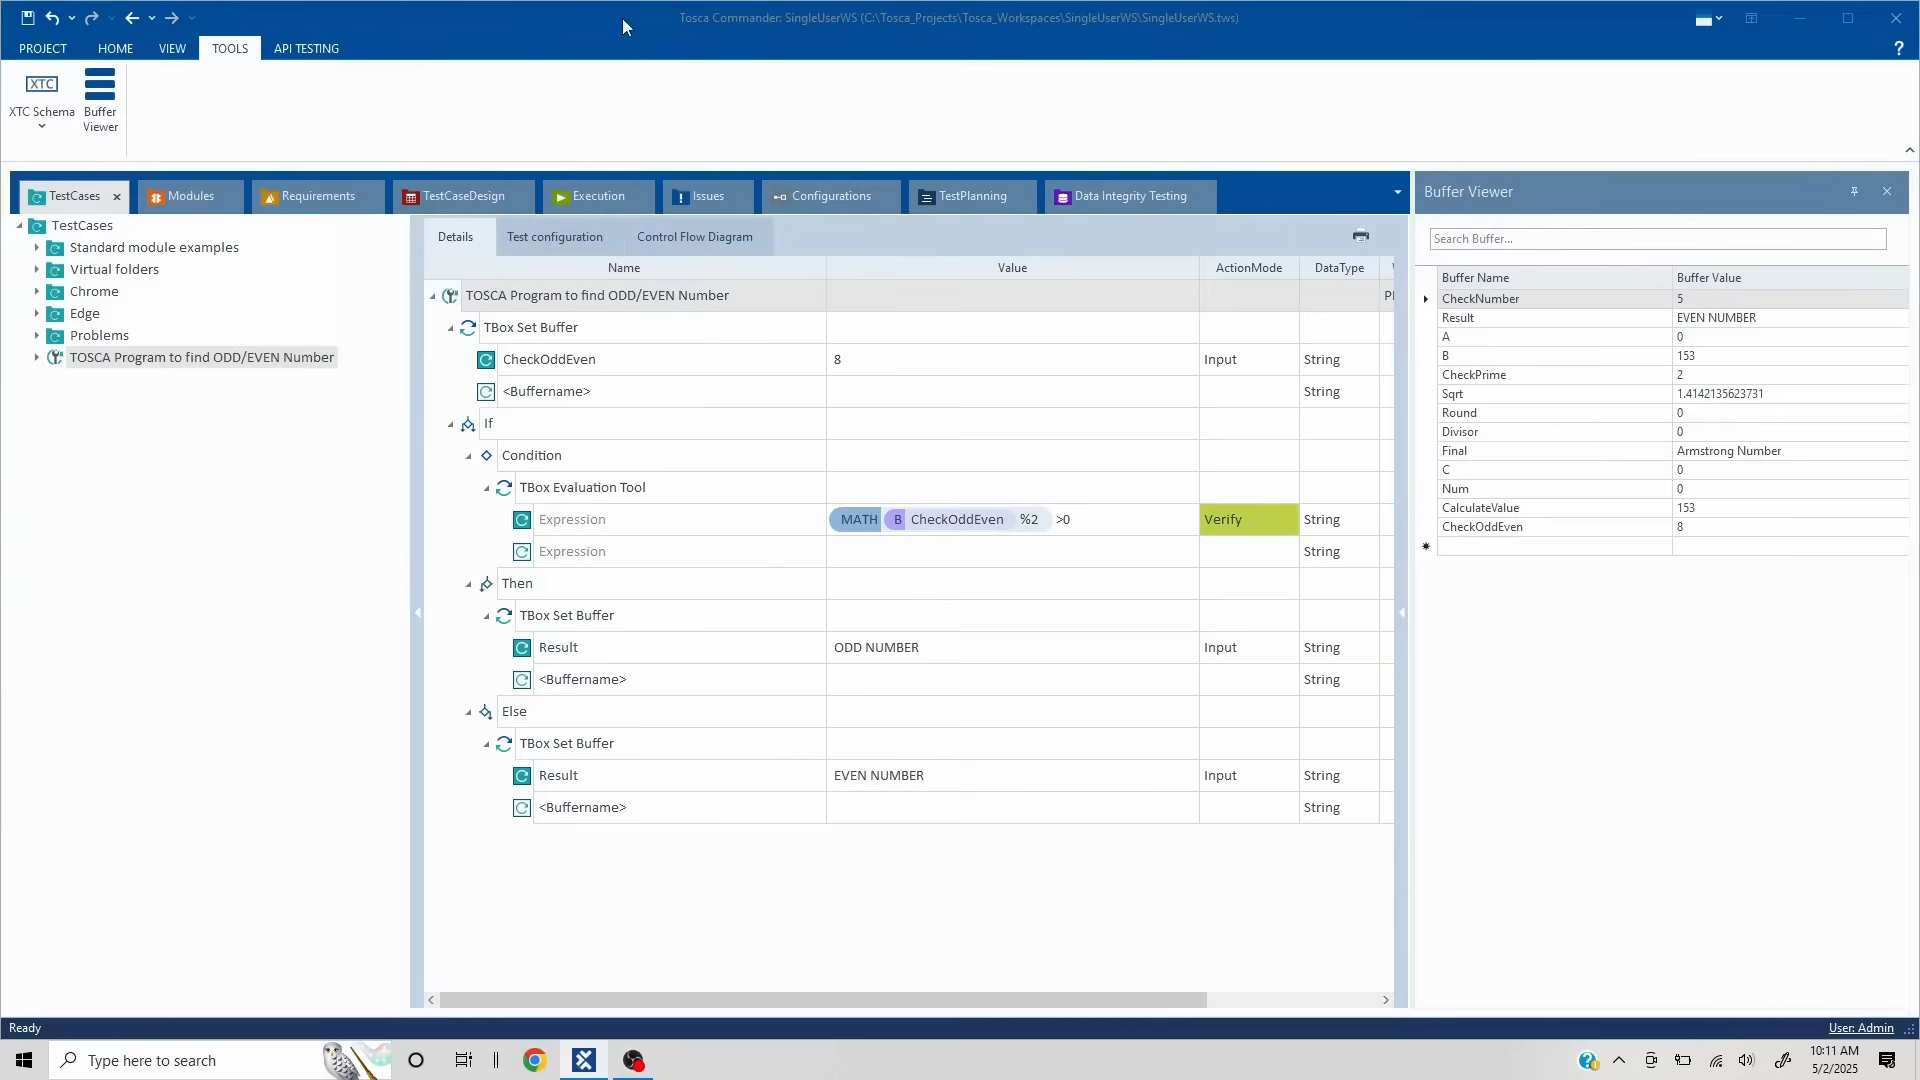 Tosca Commander: SingleUserWS (C:\Tosca_Projects\Tosca_Workspaces\SingleUserWS\SingleUserWS.tws)
PROJECT HOME VIEW TOOLS API TESTING ?
XTC
XTC Schema
Buffer Viewer
TestCases Modules Requirements TestCaseDesign Execution Issues Configurations TestPlanning Data Integrity Testing
TestCases
Standard module examples
Virtual folders
Chrome
Edge
Problems
TOSCA Program to find ODD/EVEN Number
Details Test configuration Control Flow Diagram
Name Value ActionMode DataType
TOSCA Program to find ODD/EVEN Number
TBox Set Buffer
CheckOddEven 8 Input String
<Buffername> String
If
Condition
TBox Evaluation Tool
Expression MATH B CheckOddEven %2 >0 Verify String
Expression String
Then
TBox Set Buffer
Result ODD NUMBER Input String
<Buffername> String
Else
TBox Set Buffer
Result EVEN NUMBER Input String
<Buffername> String
Buffer Viewer
Search Buffer...
Buffer Name Buffer Value
CheckNumber 5
Result EVEN NUMBER
A 0
B 153
CheckPrime 2
Sqrt 1.4142135623731
Round 0
Divisor 0
Final Armstrong Number
C 0
Num 0
CalculateValue 153
CheckOddEven 8
Ready
User: Admin
Type here to search
10:11 AM
5/2/2025